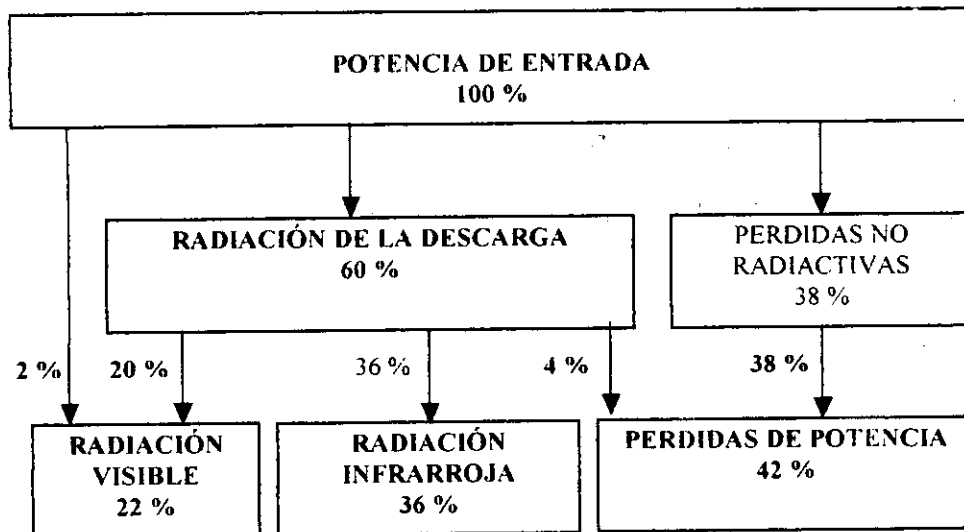 POTENCIA DE ENTRADA
100 %
RADIACIÓN DE LA DESCARGA
60 %
PERDIDAS NO
RADIACTIVAS
38 %
2 %
20 %
36 %
4 %
38 %
RADIACIÓN
VISIBLE
22 %
RADIACIÓN
INFRARROJA
36 %
PERDIDAS DE POTENCIA
42 %